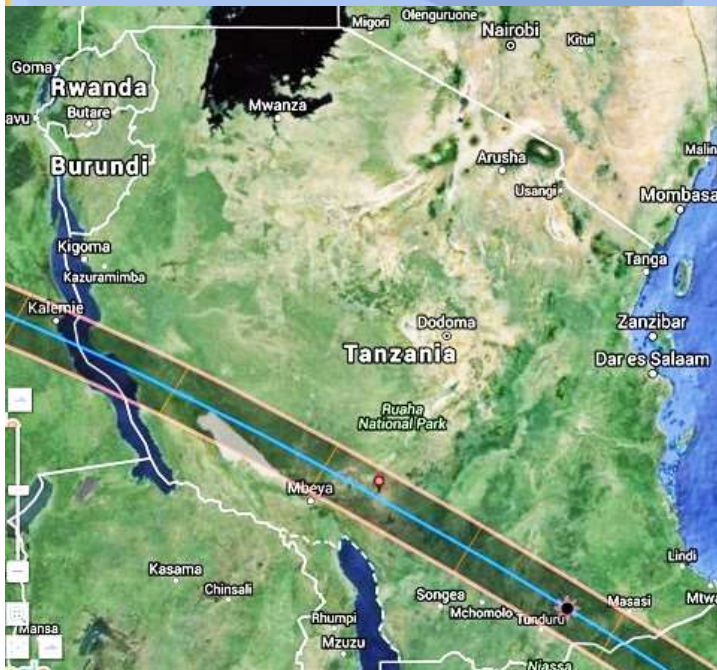 Migori
Olenguruone
Nairobi
Kitui
Goma
Rwanda
avu
Butare
Mwanza
Burundi
Arusha
Malin
Usangi
Mombasa
Kigoma
Kazuramimba
Tanga
Kalemie
Dodoma
Zanzibar
Tanzania
Dar es Salaam
Ruaha
National Park
Mbeya
Kasama
Chinsali
Songea
Mchomolo
Tunduru
Masasi
Lindi
Mtwa
Mansa
Rhumpi
Mzuzu
Niassa